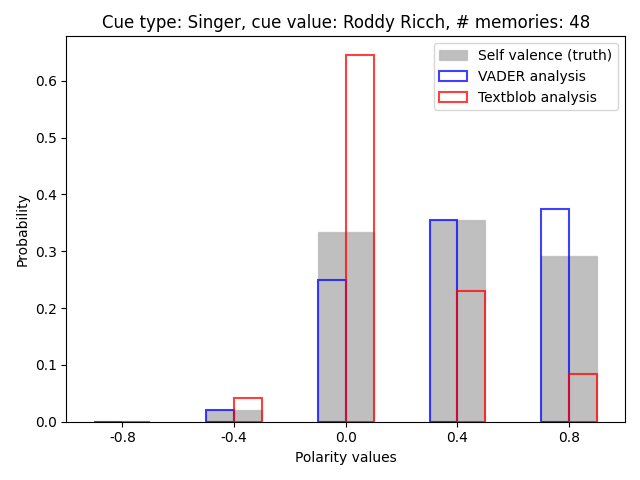 Cue type: Singer, cue value: Roddy Ricch, # memories: 48
Self valence (truth)
VADER analysis
Textblob analysis
Probability
0.6
0.5
0.4
0.3
0.2
0.1
0.0
-0.8 -0.4 0.0 0.4 0.8
Polarity values